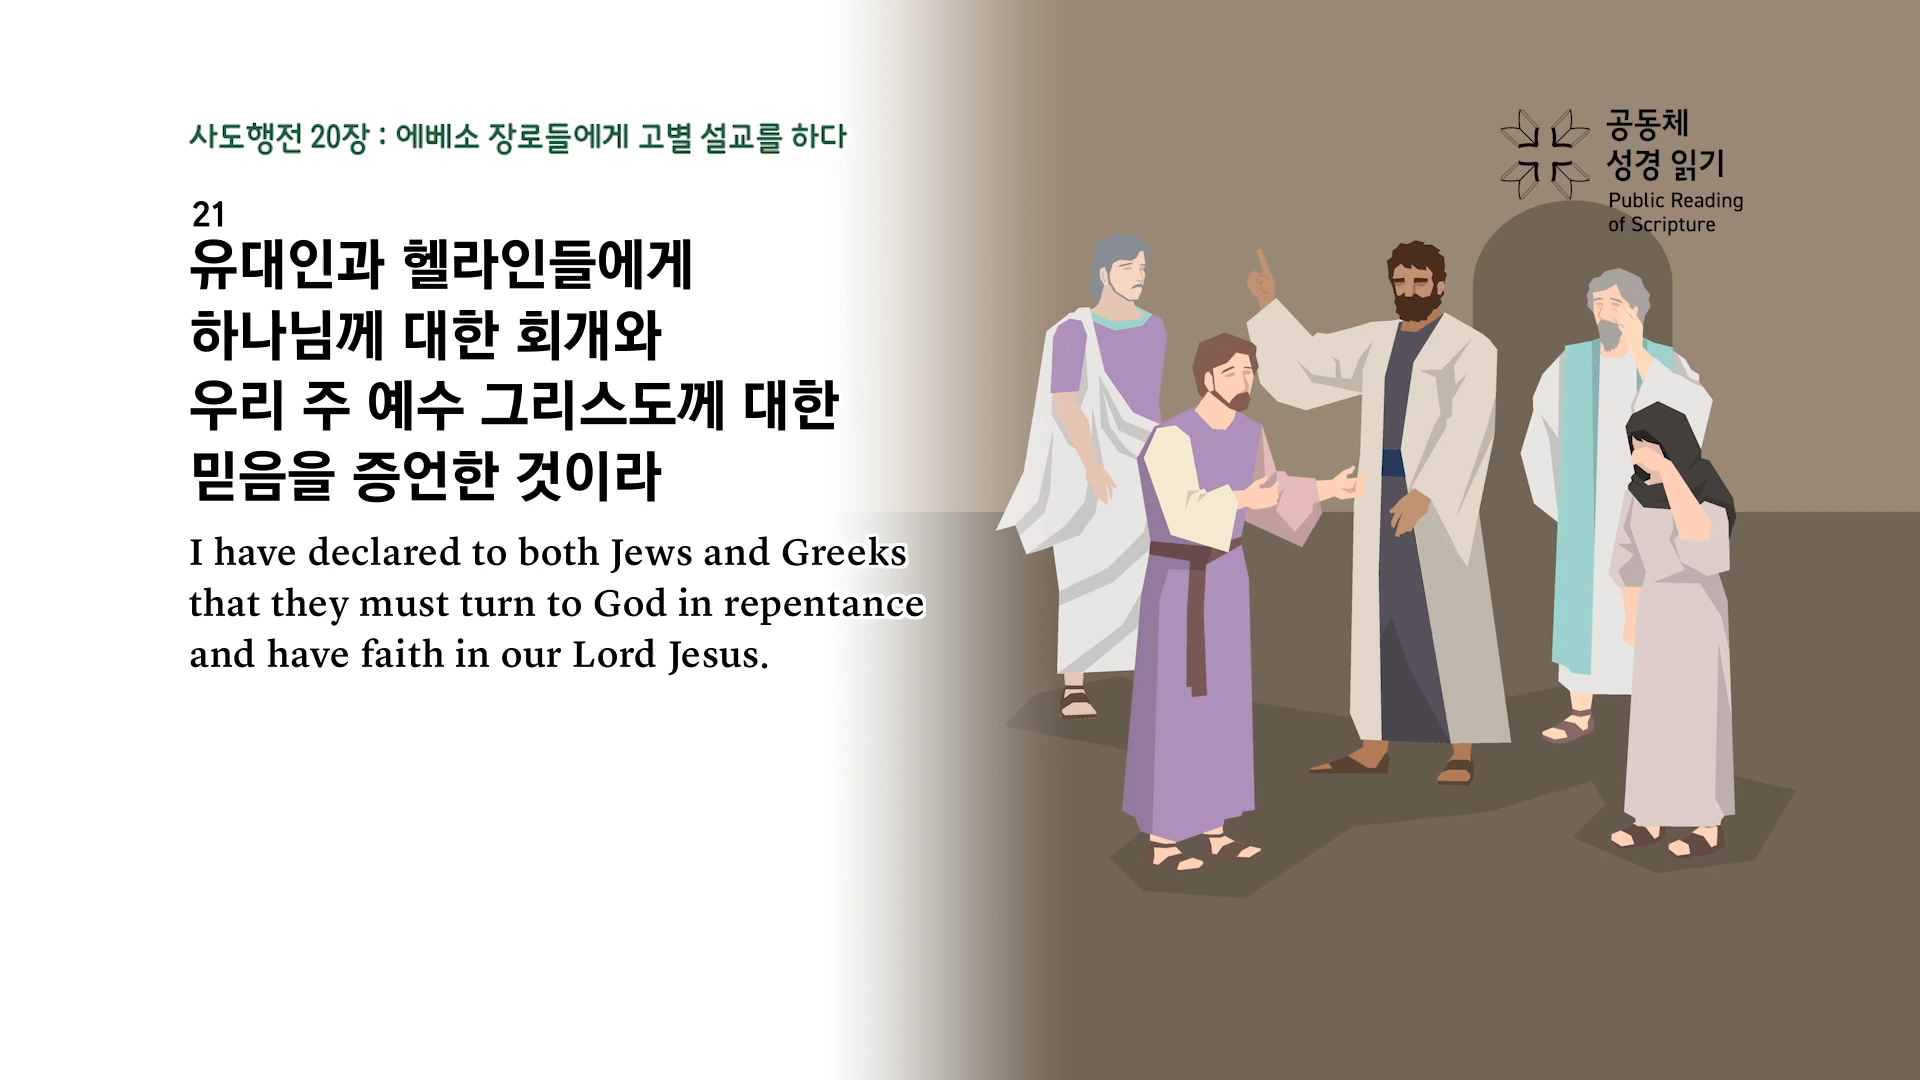 사도행전 20장 : 에베소 장로들에게 고별 설교를 하다
21
유대인과 헬라인들에게
하나님께 대한 회개와
우리 주 예수 그리스도께 대한
믿음을 증언한 것이라
I have declared to both Jews and Greeks
that they must turn to God in repentance
and have faith in our Lord Jesus.
공동체
성경 읽기
Public Reading
of Scripture